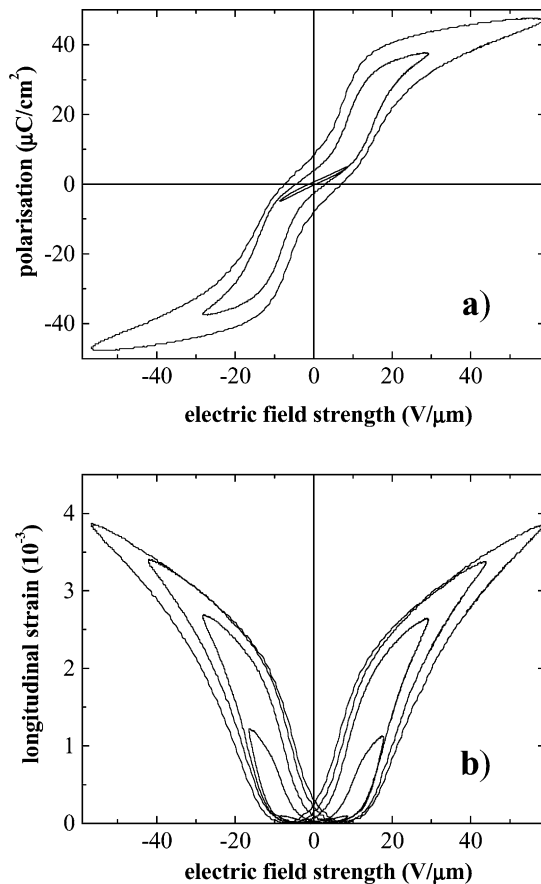 polarisation (µC/cm²)
40
20
0
-20
-40
a)
-40 -20 0 20 40
electric field strength (V/µm)
longitudinal strain (10⁻³)
4
3
2
1
0
b)
-40 -20 0 20 40
electric field strength (V/µm)